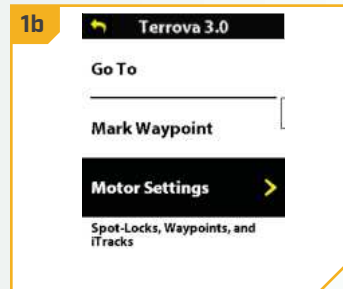 1b
Terrova 3.0
Go To
Mark Waypoint
Motor Settings
Spot-Locks, Waypoints, and
iTracks